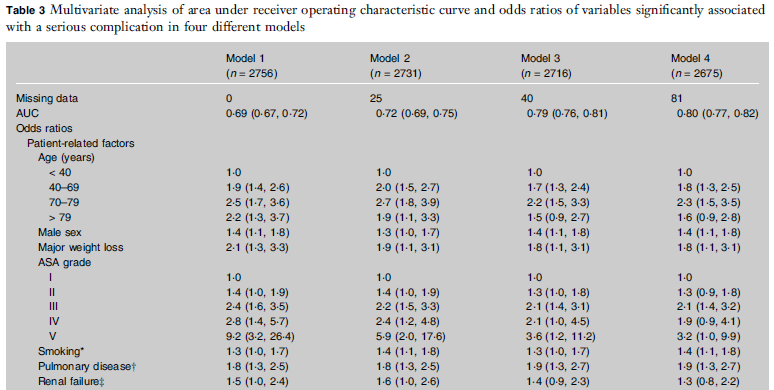 Table 3 Multivariate analysis of area under receiver operating characteristic curve and odds ratios of variables significantly associated
with a serious complication in four different models
Model 1 Model 2 Model 3 Model 4
(n = 2756) (n = 2731) (n = 2716) (n = 2675)
Missing data 0 25 40 81
AUC 0·69 (0·67, 0·72) 0·72 (0·69, 0·75) 0·79 (0·76, 0·81) 0·80 (0·77, 0·82)
Odds ratios
Patient-related factors
Age (years)
< 40 1·0 1·0 1·0 1·0
40–69 1·9 (1·4, 2·6) 2·0 (1·5, 2·7) 1·7 (1·3, 2·4) 1·8 (1·3, 2·5)
70–79 2·5 (1·7, 3·6) 2·7 (1·8, 3·9) 2·2 (1·5, 3·3) 2·3 (1·5, 3·5)
> 79 2·2 (1·3, 3·7) 1·9 (1·1, 3·3) 1·5 (0·9, 2·7) 1·6 (0·9, 2·8)
Male sex 1·4 (1·1, 1·8) 1·3 (1·0, 1·7) 1·4 (1·1, 1·8) 1·4 (1·1, 1·8)
Major weight loss 2·1 (1·3, 3·3) 1·9 (1·1, 3·1) 1·8 (1·1, 3·1) 1·8 (1·1, 3·1)
ASA grade
I 1·0 1·0 1·0 1·0
II 1·4 (1·0, 1·9) 1·4 (1·0, 1·9) 1·3 (1·0, 1·8) 1·3 (0·9, 1·8)
III 2·4 (1·6, 3·5) 2·2 (1·5, 3·3) 2·1 (1·4, 3·1) 2·1 (1·4, 3·2)
IV 2·8 (1·4, 5·7) 2·4 (1·2, 4·8) 2·1 (1·0, 4·5) 1·9 (0·9, 4·1)
V 9·2 (3·2, 26·4) 5·9 (2·0, 17·6) 3·6 (1·2, 11·2) 3·2 (1·0, 9·9)
Smoking* 1·3 (1·0, 1·7) 1·4 (1·1, 1·8) 1·3 (1·0, 1·7) 1·4 (1·1, 1·8)
Pulmonary disease† 1·8 (1·3, 2·5) 1·8 (1·3, 2·5) 1·9 (1·3, 2·7) 1·9 (1·3, 2·7)
Renal failure‡ 1·5 (1·0, 2·4) 1·6 (1·0, 2·6) 1·4 (0·9, 2·3) 1·3 (0·8, 2·2)